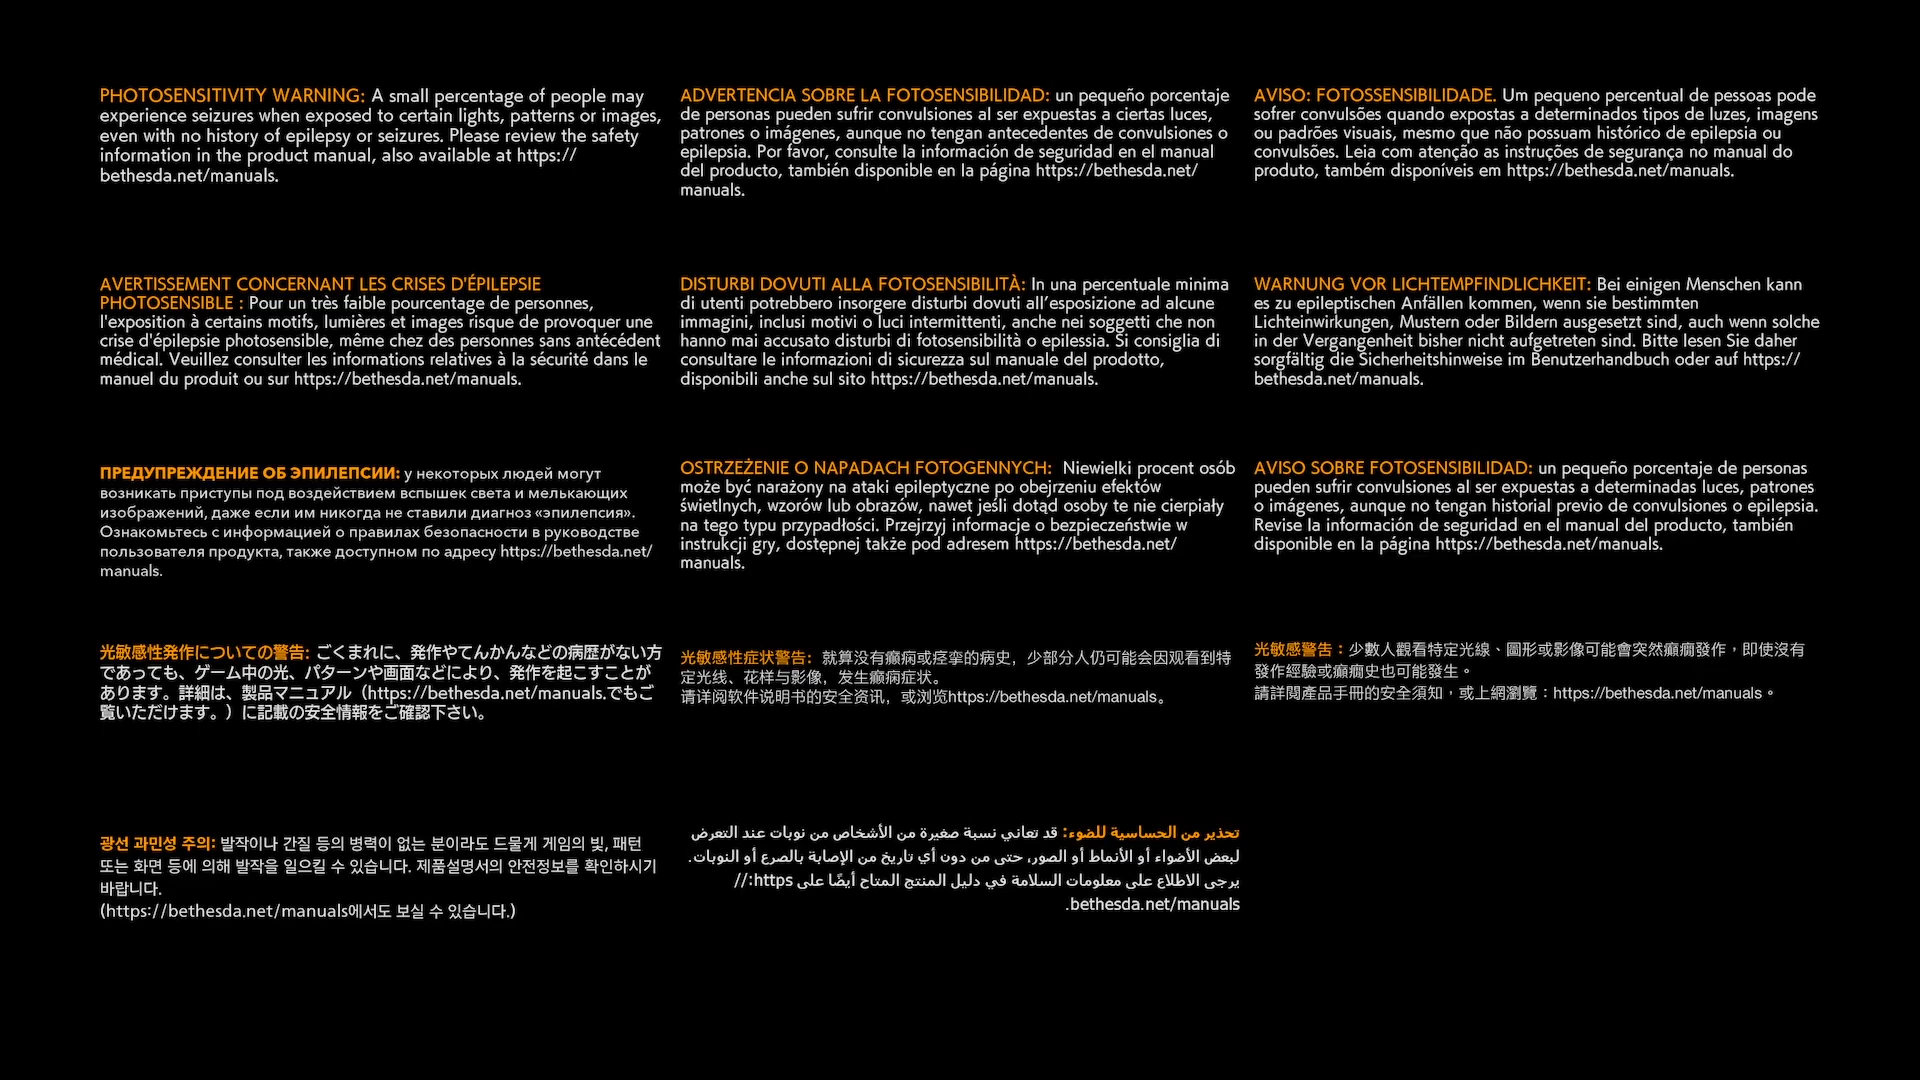 PHOTOSENSITIVITY WARNING: A small percentage of people may
experience seizures when exposed to certain lights, patterns or images,
even with no history of epilepsy or seizures. Please review the safety
information in the product manual, also available at https://
bethesda.net/manuals.
ADVERTENCIA SOBRE LA FOTOSENSIBILIDAD: un pequeño porcentaje
de personas pueden sufrir convulsiones al ser expuestas a ciertas luces,
patrones o imágenes, aunque no tengan antecedentes de convulsiones o
epilepsia. Por favor, consulte la información de seguridad en el manual
del producto, también disponible en la página https://bethesda.net/
manuals.
AVISO: FOTOSSENSIBILIDADE. Um pequeno percentual de pessoas pode
sofrer convulsões quando expostas a determinados tipos de luzes, imagens
ou padrões visuais, mesmo que não possuam histórico de epilepsia ou
convulsões. Leia com atenção as instruções de segurança no manual do
produto, também disponíveis em https://bethesda.net/manuals.
AVERTISSEMENT CONCERNANT LES CRISES D'ÉPILEPSIE
PHOTOSENSIBLE : Pour un très faible pourcentage de personnes,
l'exposition à certains motifs, lumières et images risque de provoquer une
crise d'épilepsie photosensible, même chez des personnes sans antécédent
médical. Veuillez consulter les informations relatives à la sécurité dans le
manuel du produit ou sur https://bethesda.net/manuals.
DISTURBI DOVUTI ALLA FOTOSENSIBILITÀ: In una percentuale minima
di utenti potrebbero insorgere disturbi dovuti all’esposizione ad alcune
immagini, inclusi motivi o luci intermittenti, anche nei soggetti che non
hanno mai accusato disturbi di fotosensibilità o epilessia. Si consiglia di
consultare le informazioni di sicurezza sul manuale del prodotto,
disponibili anche sul sito https://bethesda.net/manuals.
WARNUNG VOR LICHTEMPFINDLICHKEIT: Bei einigen Menschen kann
es zu epileptischen Anfällen kommen, wenn sie bestimmten
Lichteinwirkungen, Mustern oder Bildern ausgesetzt sind, auch wenn solche
in der Vergangenheit bisher nicht aufgetreten sind. Bitte lesen Sie daher
sorgfältig die Sicherheitshinweise im Benutzerhandbuch oder auf https://
bethesda.net/manuals.
ПРЕДУПРЕЖДЕНИЕ ОБ ЭПИЛЕПСИИ: у некоторых людей могут
возникать приступы под воздействием вспышек света и мелькающих
изображений, даже если им никогда не ставили диагноз «эпилепсия».
Ознакомьтесь с информацией о правилах безопасности в руководстве
пользователя продукта, также доступном по адресу https://bethesda.net/
manuals.
OSTRZEŻENIE O NAPADACH FOTOGENNYCH: Niewielki procent osób
może być narażony na ataki epileptyczne po obejrzeniu efektów
świetlnych, wzorów lub obrazów, nawet jeśli dotąd osoby te nie cierpiały
na tego typu przypadłości. Przejrzyj informacje o bezpieczeństwie w
instrukcji gry, dostępnej także pod adresem https://bethesda.net/
manuals.
AVISO SOBRE FOTOSENSIBILIDAD: un pequeño porcentaje de personas
pueden sufrir convulsiones al ser expuestas a determinadas luces, patrones
o imágenes, aunque no tengan historial previo de convulsiones o epilepsia.
Revise la información de seguridad en el manual del producto, también
disponible en la página https://bethesda.net/manuals.
光敏感性発作についての警告: ごくまれに、発作やてんかんなどの病歴がない方
であっても、ゲーム中の光、パターンや画面などにより、発作を起こすことが
あります。詳細は、製品マニュアル（https://bethesda.net/manuals.でもご
覧いただけます。）に記載の安全情報をご確認下さい。
光敏感性症状警告：就算没有癫痫或痉挛的病史，少部分人仍可能会因观看到特
定光线、花样与影像，发生癫痫症状。
请详阅软件说明书的安全资讯，或浏览https://bethesda.net/manuals。
光敏感警告：少數人觀看特定光線、圖形或影像可能會突然癲癇發作，即使沒有
發作經驗或癲癇史也可能發生。
請詳閱產品手冊的安全須知，或上網瀏覽：https://bethesda.net/manuals。
광선 과민성 주의: 발작이나 간질 등의 병력이 없는 분이라도 드물게 게임의 빛, 패턴
또는 화면 등에 의해 발작을 일으킬 수 있습니다. 제품설명서의 안전정보를 확인하시기
바랍니다.
(https://bethesda.net/manuals에서도 보실 수 있습니다.)
تحذير من الحساسية للضوء: قد تعاني نسبة صغيرة من الأشخاص من نوبات عند التعرض
لبعض الأضواء أو الأنماط أو الصور، حتى من دون أي تاريخ من الإصابة بالصرع أو النوبات.
يرجى الاطلاع على معلومات السلامة في دليل المنتج المتاح أيضًا على https://
bethesda.net/manuals.